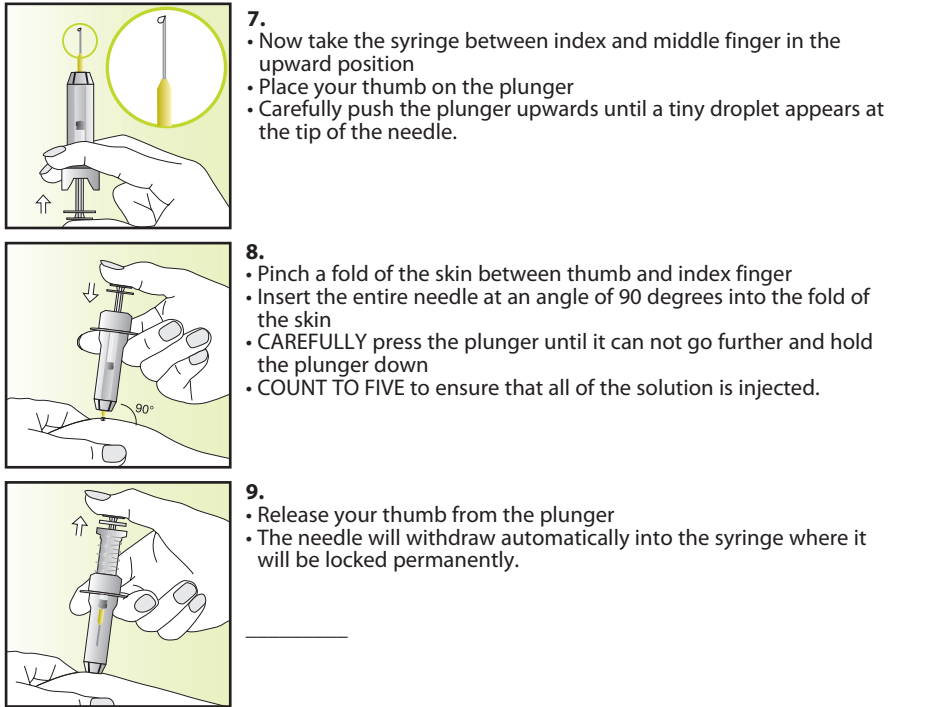 7.
• Now take the syringe between index and middle finger in the
upward position
• Place your thumb on the plunger
• Carefully push the plunger upwards until a tiny droplet appears at
the tip of the needle.
8.
• Pinch a fold of the skin between thumb and index finger
• Insert the entire needle at an angle of 90 degrees into the fold of
the skin
• CAREFULLY press the plunger until it can not go further and hold
the plunger down
• COUNT TO FIVE to ensure that all of the solution is injected.
90°
9.
• Release your thumb from the plunger
• The needle will withdraw automatically into the syringe where it
will be locked permanently.